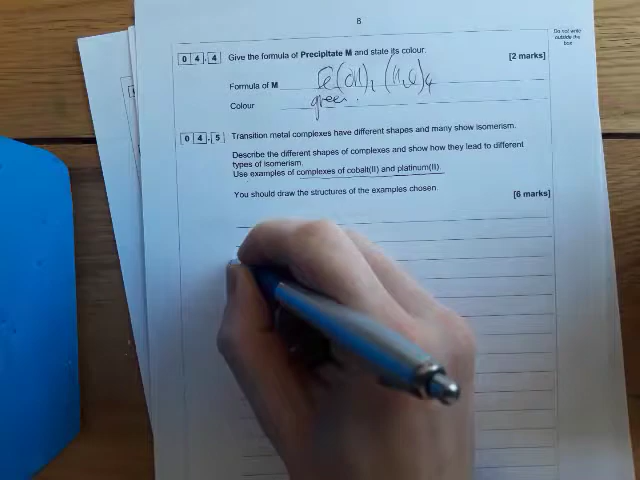 8
Do not write
outside the
box
04.4 Give the formula of Precipitate M and state its colour.
[2 marks]
Formula of M Fe(OH)2 (H2O)4
Colour green.
04.5 Transition metal complexes have different shapes and many show isomerism.
Describe the different shapes of complexes and show how they lead to different
types of isomerism.
Use examples of complexes of cobalt(II) and platinum(II).
You should draw the structures of the examples chosen.
[6 marks]